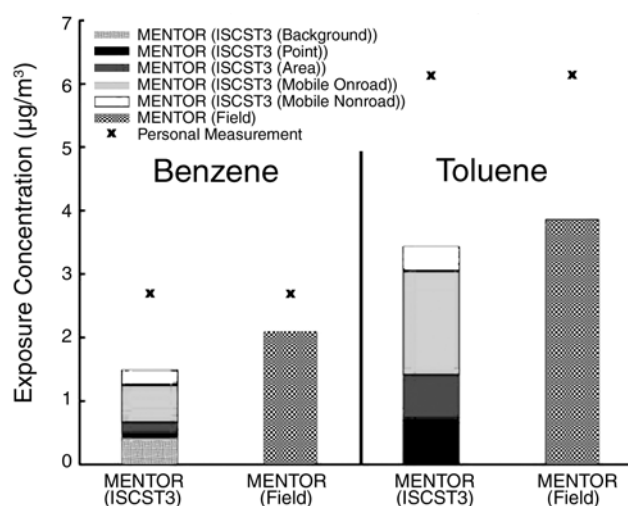 7
6
5
4
3
2
1
0
Exposure Concentration (µg/m³)
MENTOR (ISCST3 (Background))
MENTOR (ISCST3 (Point))
MENTOR (ISCST3 (Area))
MENTOR (ISCST3 (Mobile Onroad))
MENTOR (ISCST3 (Mobile Nonroad))
MENTOR (Field)
x Personal Measurement
Benzene
Toluene
MENTOR
(ISCST3)
MENTOR
(Field)
MENTOR
(ISCST3)
MENTOR
(Field)